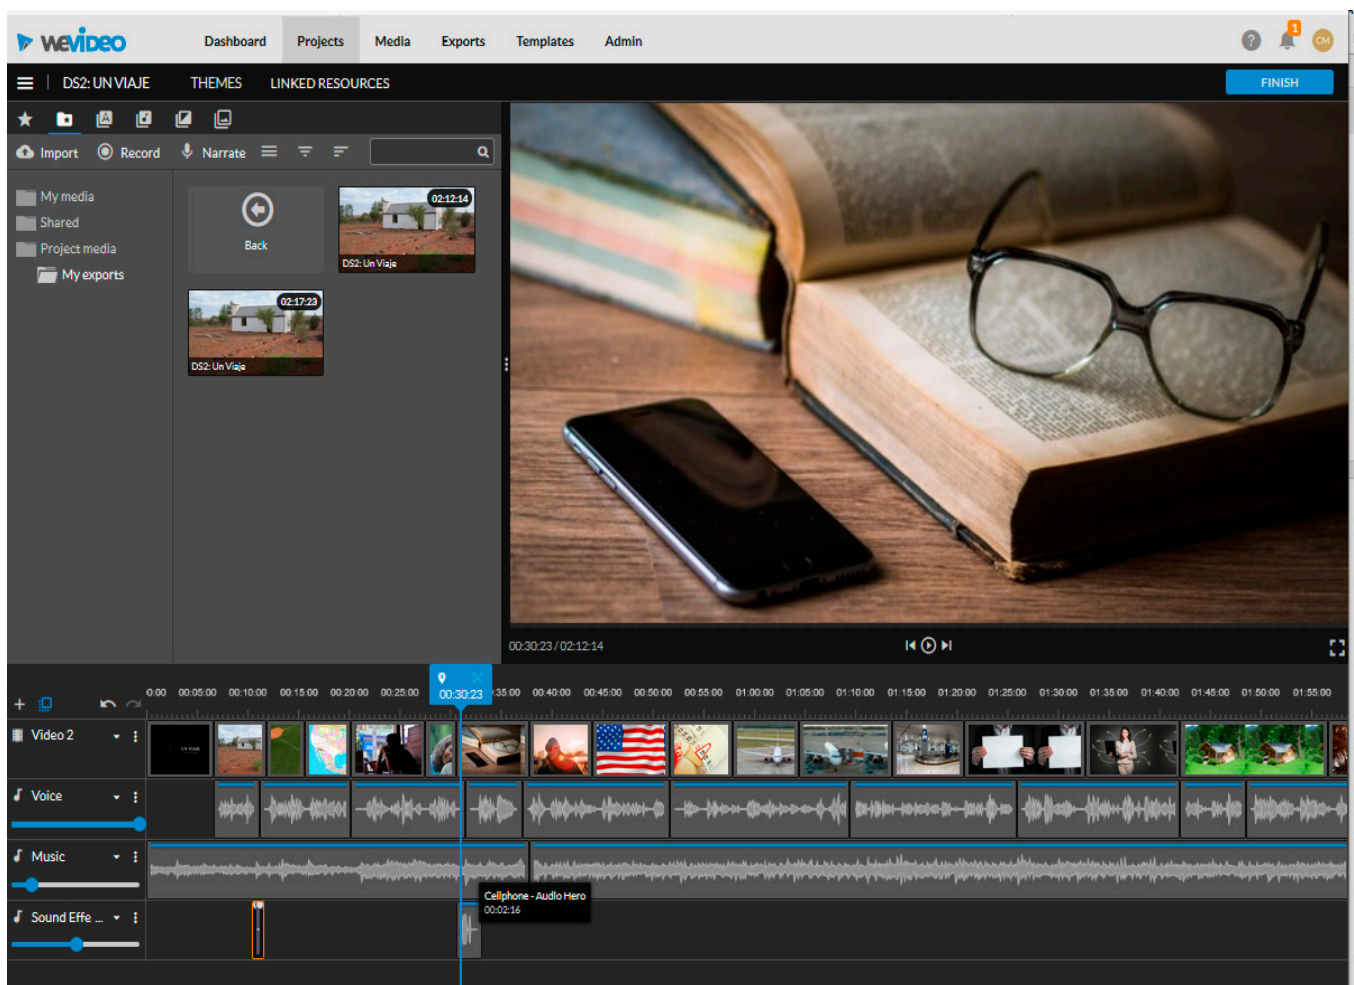 WeVideo
Dashboard
Projects
Media
Exports
Templates
Admin
?
1
CM
DS2: UN VIAJE
THEMES
LINKED RESOURCES
FINISH
Import
Record
Narrate
My media
Shared
Project media
My exports
Back
02:12:14
DS2: Un Viaje
02:17:23
DS2: Un Viaje
00:30:23 / 02:12:14
0:00 00:05:00 00:10:00 00:15:00 00:20:00 00:25:00 00:30:23 :35:00 00:40:00 00:45:00 00:50:00 00:55:00 01:00:00 01:05:00 01:10:00 01:15:00 01:20:00 01:25:00 01:30:00 01:35:00 01:40:00 01:45:00 01:50:00 01:55:00
Video 2
UN VIAJE
Voice
Music
Cellphone - Audio Hero
00:02:16
Sound Effe ...